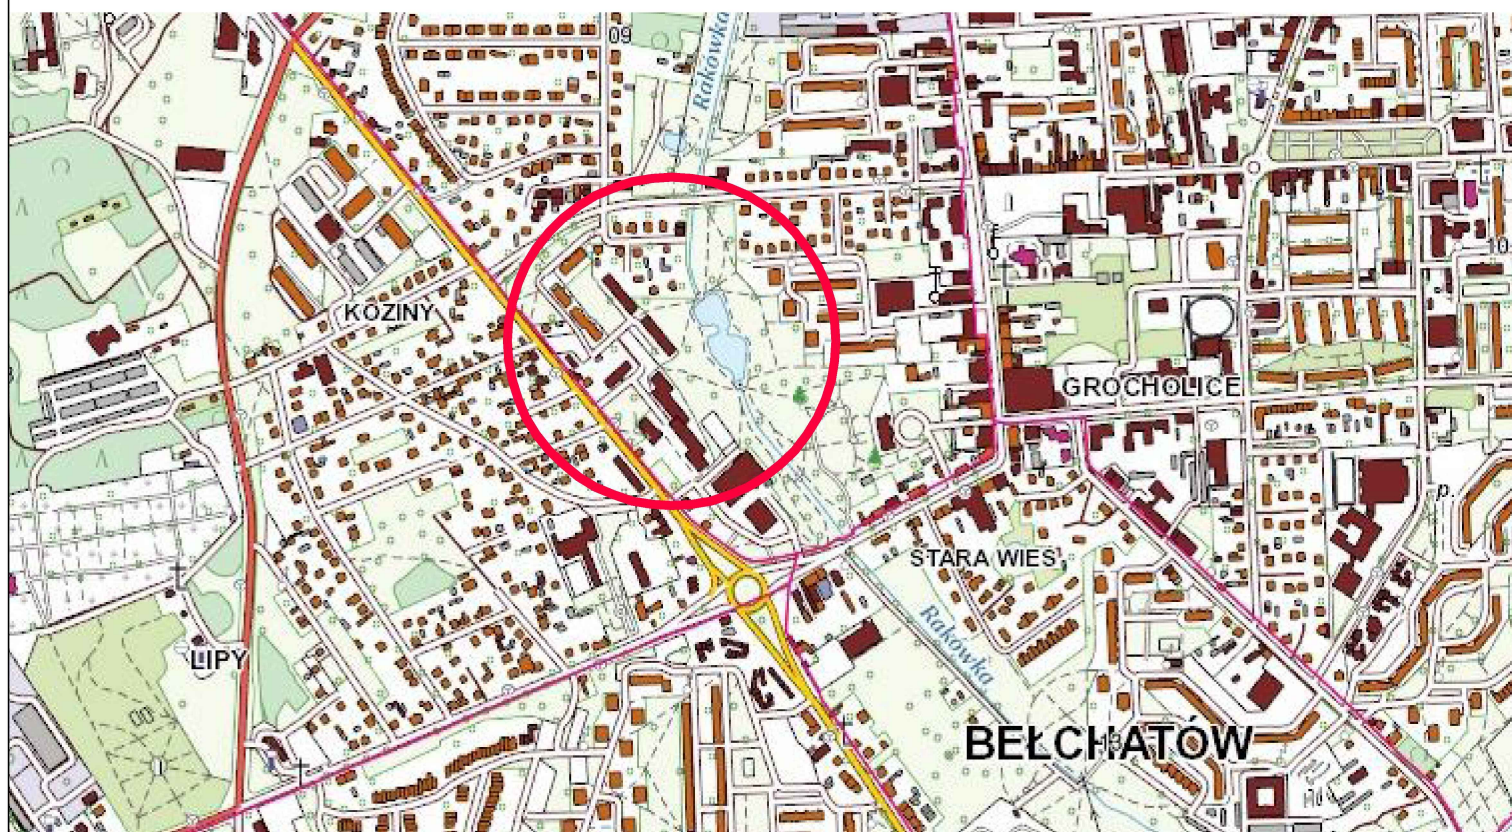 09
Rakówka
KOZINY
GROCHOLICE
p.
STARA WIEŚ
Rakówka
LIPY
BEŁCHATÓW